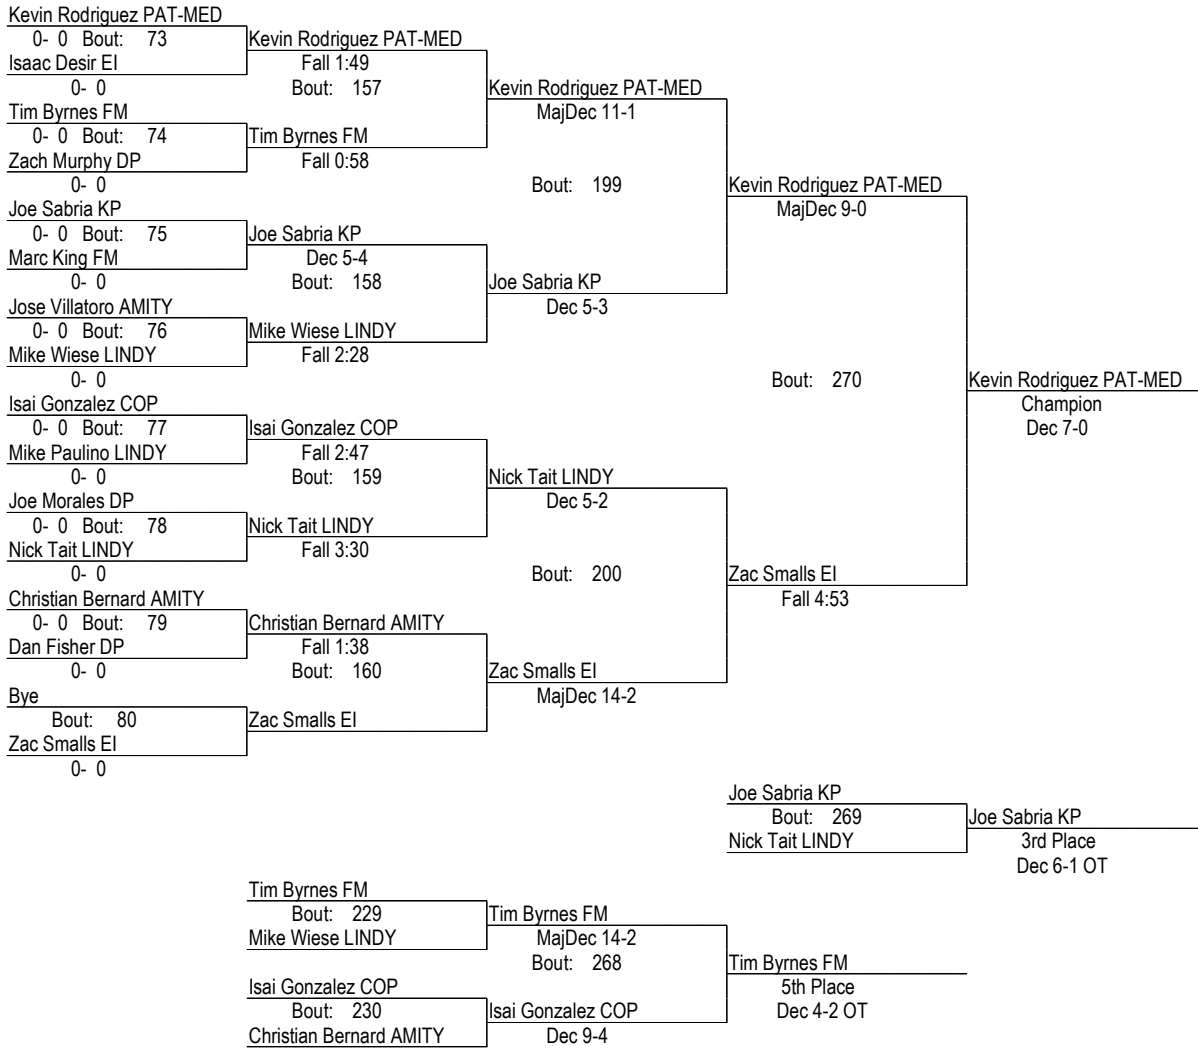 Kevin Rodriguez PAT-MED
0- 0 Bout: 73 Kevin Rodriguez PAT-MED
Isaac Desir EI Fall 1:49
0- 0 Bout: 157 Kevin Rodriguez PAT-MED
Tim Byrnes FM MajDec 11-1
0- 0 Bout: 74 Tim Byrnes FM
Zach Murphy DP Fall 0:58
0- 0 Bout: 199 Kevin Rodriguez PAT-MED
Joe Sabria KP MajDec 9-0
0- 0 Bout: 75 Joe Sabria KP
Marc King FM Dec 5-4
0- 0 Bout: 158 Joe Sabria KP
Jose Villatoro AMITY Dec 5-3
0- 0 Bout: 76 Mike Wiese LINDY
Mike Wiese LINDY Fall 2:28
0- 0 Bout: 270 Kevin Rodriguez PAT-MED
Isai Gonzalez COP Champion
0- 0 Bout: 77 Isai Gonzalez COP Dec 7-0
Mike Paulino LINDY Fall 2:47
0- 0 Bout: 159 Nick Tait LINDY
Joe Morales DP Dec 5-2
0- 0 Bout: 78 Nick Tait LINDY
Nick Tait LINDY Fall 3:30
0- 0 Bout: 200 Zac Smalls EI
Christian Bernard AMITY Fall 4:53
0- 0 Bout: 79 Christian Bernard AMITY
Dan Fisher DP Fall 1:38
0- 0 Bout: 160 Zac Smalls EI
Bye MajDec 14-2
Bout: 80 Zac Smalls EI
Zac Smalls EI
0- 0
Joe Sabria KP
Bout: 269 Joe Sabria KP
Nick Tait LINDY 3rd Place
Dec 6-1 OT
Tim Byrnes FM
Bout: 229 Tim Byrnes FM
Mike Wiese LINDY MajDec 14-2
Bout: 268 Tim Byrnes FM
Isai Gonzalez COP 5th Place
Bout: 230 Isai Gonzalez COP Dec 4-2 OT
Christian Bernard AMITY Dec 9-4